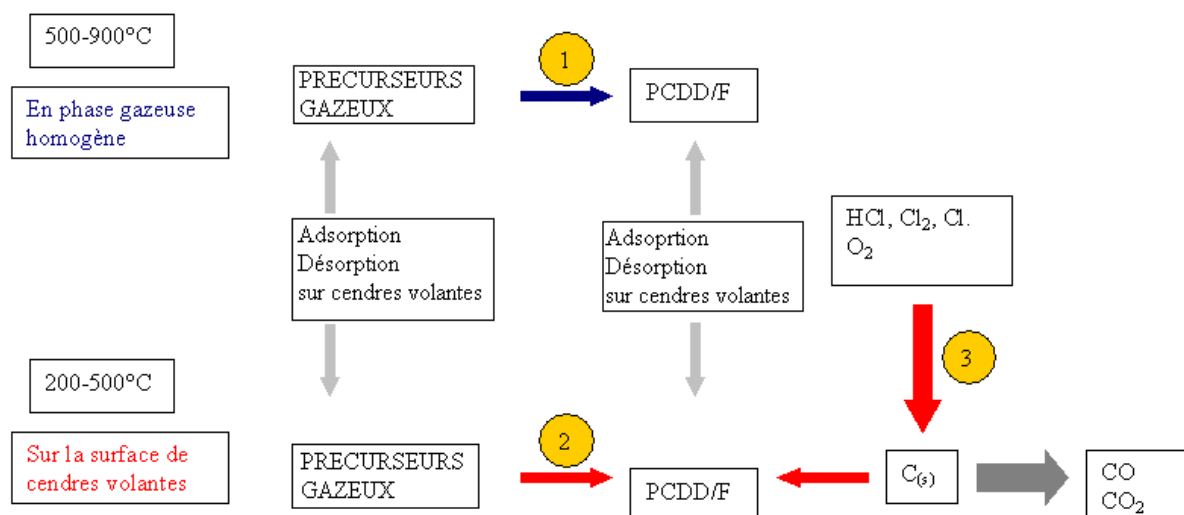 500-900°C
En phase gazeuse
homogène
PRECURSEURS
GAZEUX
1
PCDD/F
Adsorption
Désorption
sur cendres volantes
Adsoprtion
Désorption
sur cendres volantes
HCl, Cl₂, Cl.
O₂
3
200-500°C
Sur la surface de
cendres volantes
PRECURSEURS
GAZEUX
2
PCDD/F
C₍ₛ₎
CO
CO₂